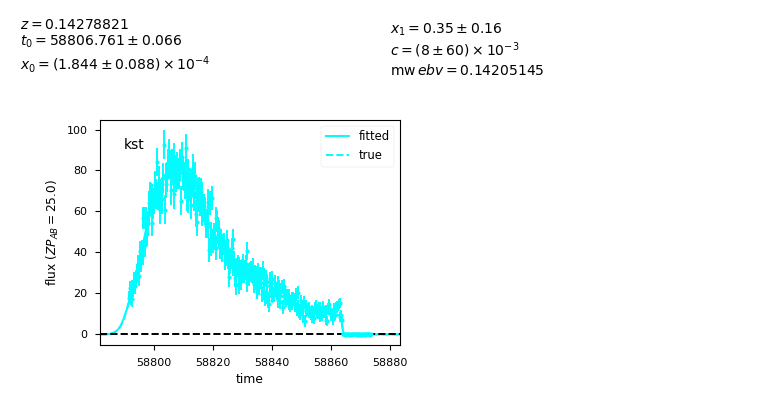 z = 0.14278821
t₀ = 58806.761 ± 0.066
x₀ = (1.844 ± 0.088) × 10⁻⁴
x₁ = 0.35 ± 0.16
c = (8 ± 60) × 10⁻³
mw ebv = 0.14205145
kst
fitted
true
100
80
60
40
20
0
flux (ZP_AB = 25.0)
58800 58820 58840 58860 58880
time